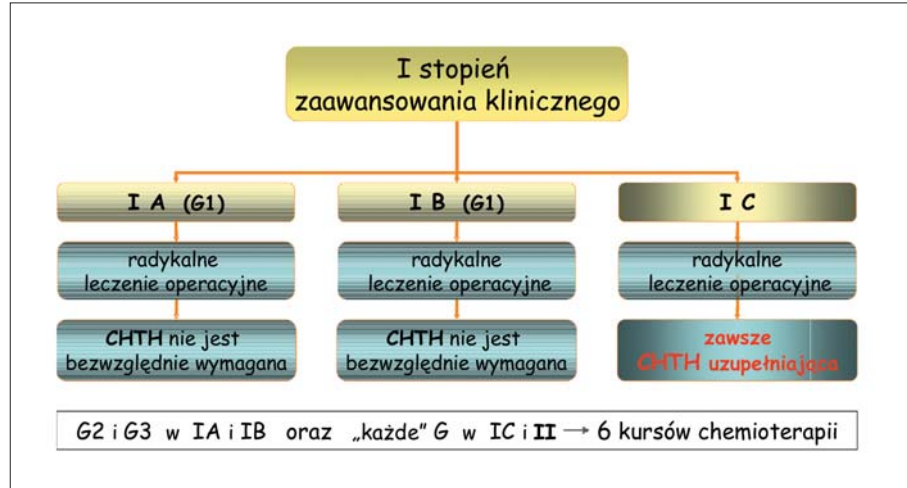 I stopień
zaawansowania klinicznego
I A (G1)
I B (G1)
I C
radykalne
leczenie operacyjne
radykalne
leczenie operacyjne
radykalne
leczenie operacyjne
CHTH nie jest
bezwzględnie wymagana
CHTH nie jest
bezwzględnie wymagana
zawsze
CHTH uzupełniająca
G2 i G3 w IA i IB oraz „każde” G w IC i II → 6 kursów chemioterapii